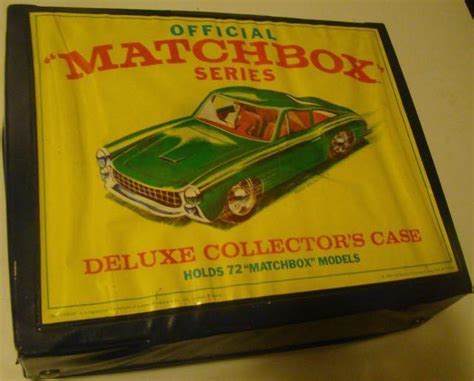 OFFICIAL
"MATCHBOX"
SERIES
DELUXE COLLECTOR'S CASE
HOLDS 72 "MATCHBOX" MODELS